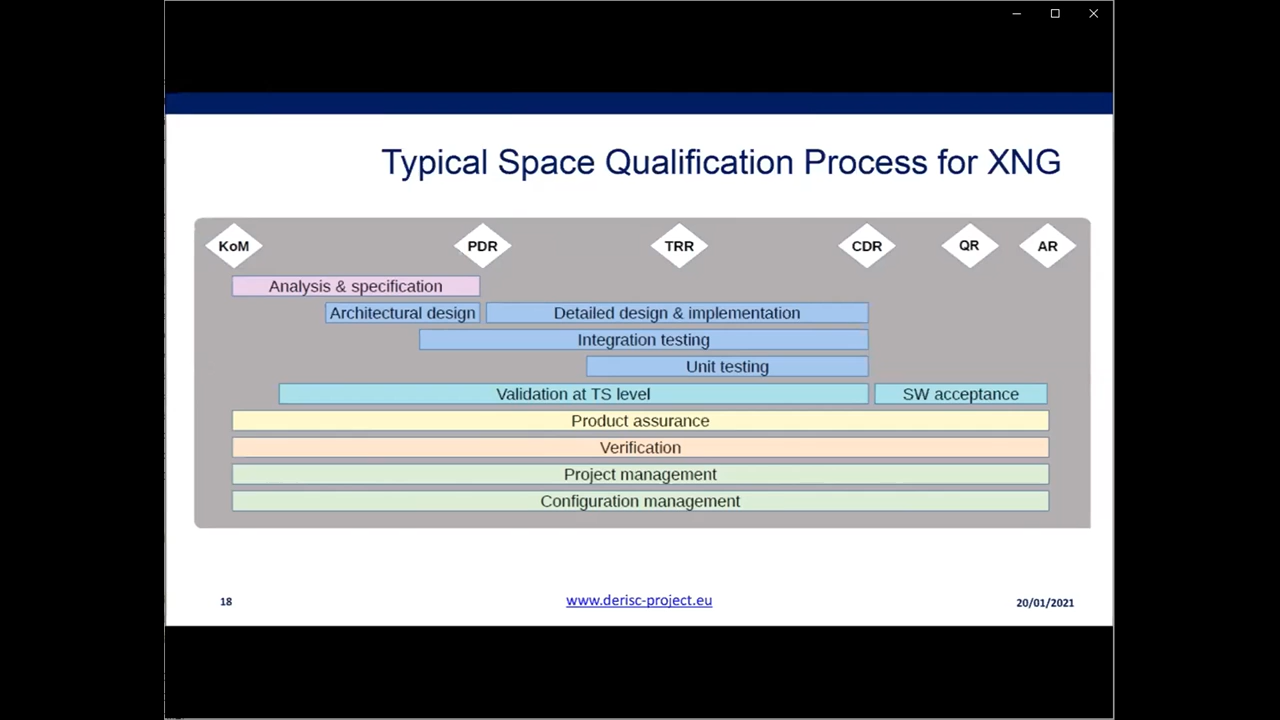 Typical Space Qualification Process for XNG
KoM PDR TRR CDR QR AR
Analysis & specification
Architectural design Detailed design & implementation
Integration testing
Unit testing
Validation at TS level SW acceptance
Product assurance
Verification
Project management
Configuration management
18 www.derisc-project.eu 20/01/2021